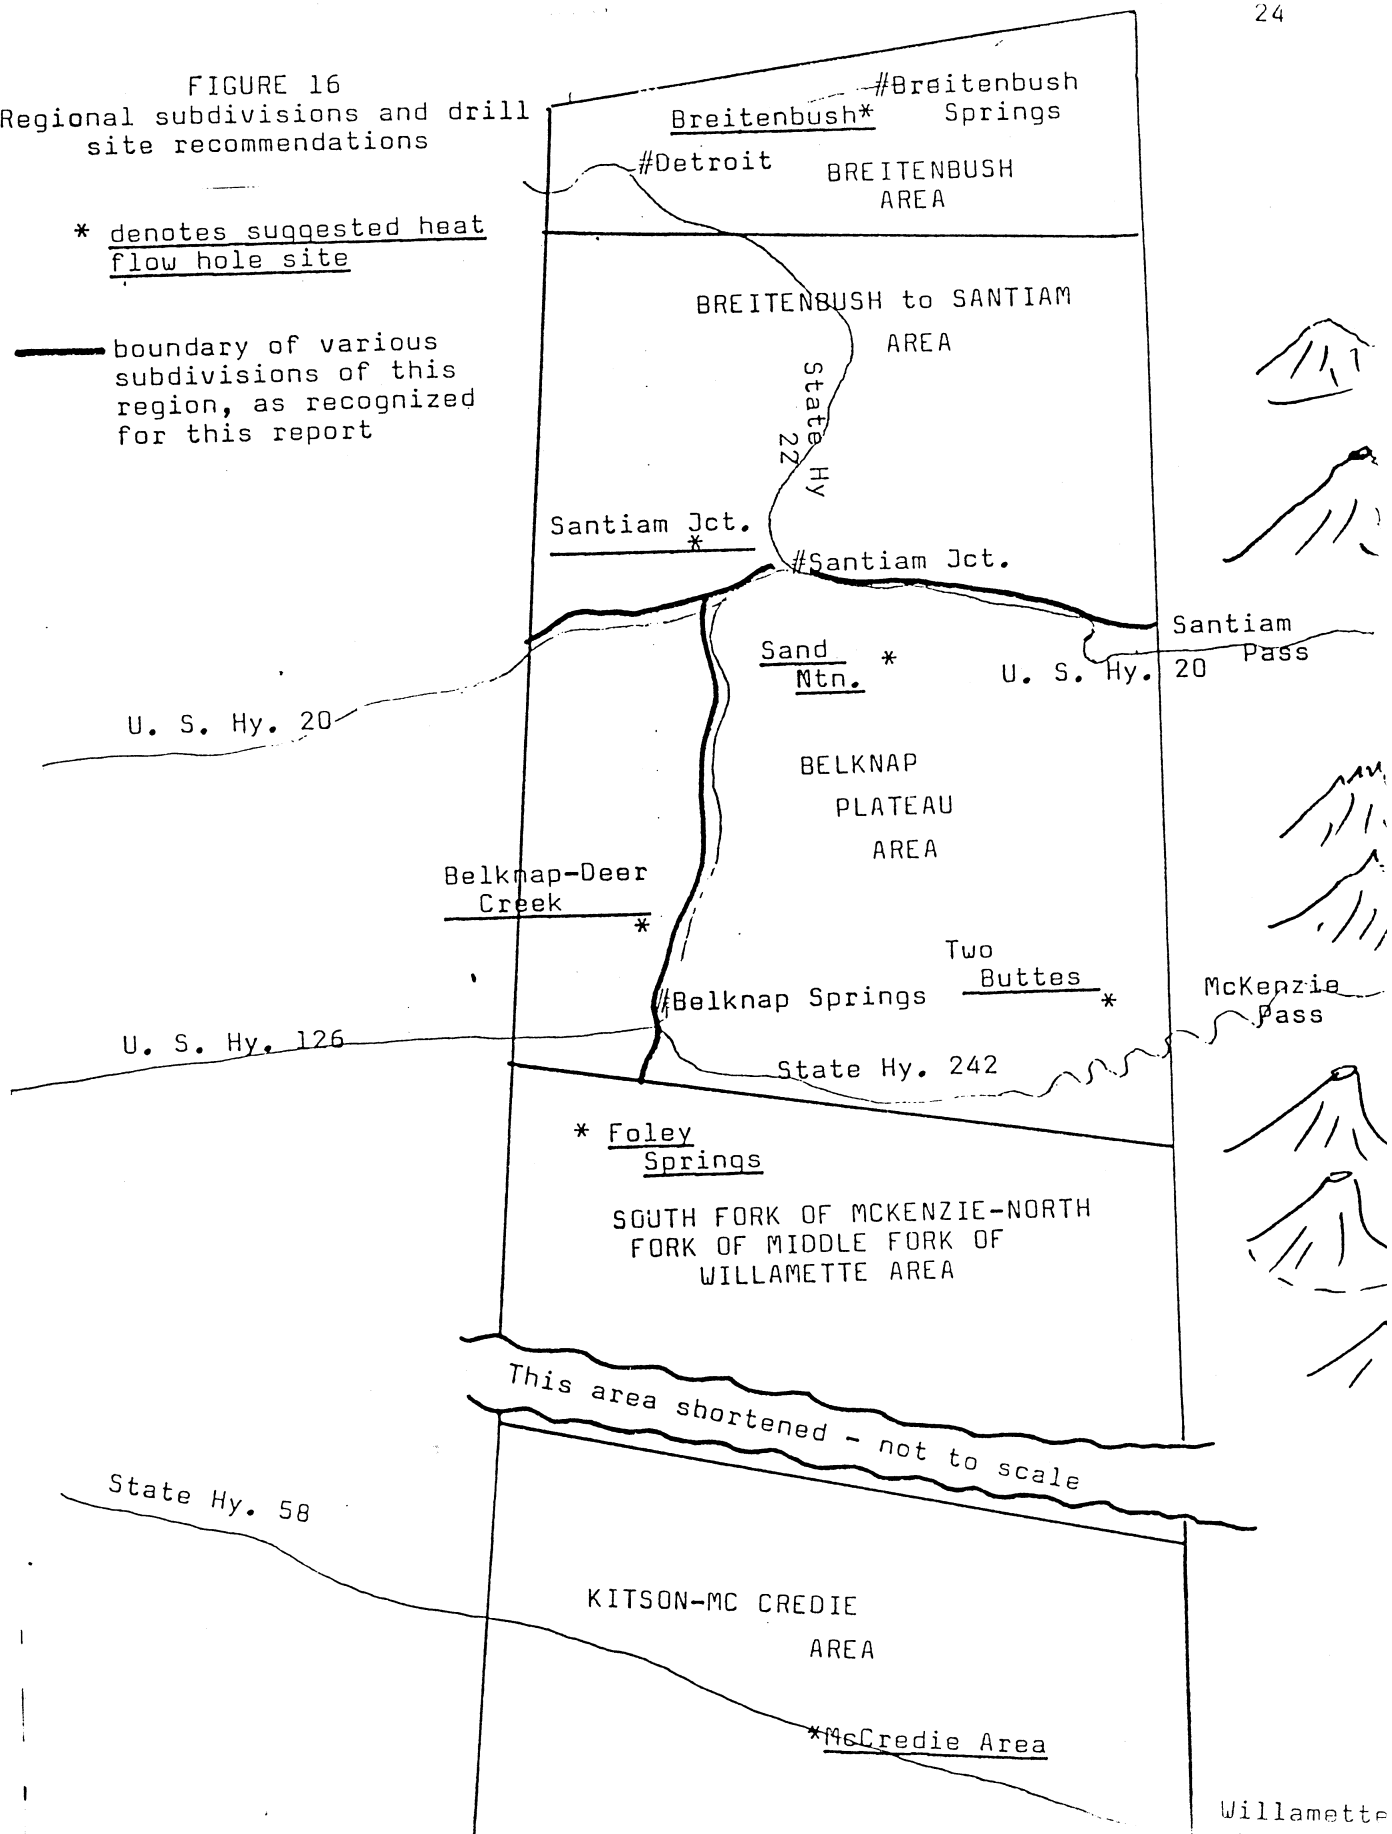 24
FIGURE 16
Regional subdivisions and drill
site recommendations
* denotes suggested heat
flow hole site
boundary of various
subdivisions of this
region, as recognized
for this report
#Breitenbush
Springs
Breitenbush*
#Detroit
BREITENBUSH
AREA
BREITENBUSH to SANTIAM
AREA
State Hy
22
Santiam Jct.
*
#Santiam Jct.
Santiam
Pass
Sand
Mtn.
*
U. S. Hy. 20
U. S. Hy. 20
BELKNAP
PLATEAU
AREA
Belknap-Deer
Creek
*
Two
Buttes
*
#Belknap Springs
McKenzie
Pass
U. S. Hy. 126
State Hy. 242
* Foley
Springs
SOUTH FORK OF MCKENZIE-NORTH
FORK OF MIDDLE FORK OF
WILLAMETTE AREA
This area shortened - not to scale
State Hy. 58
KITSON-MC CREDIE
AREA
*McCredie Area
Willamette